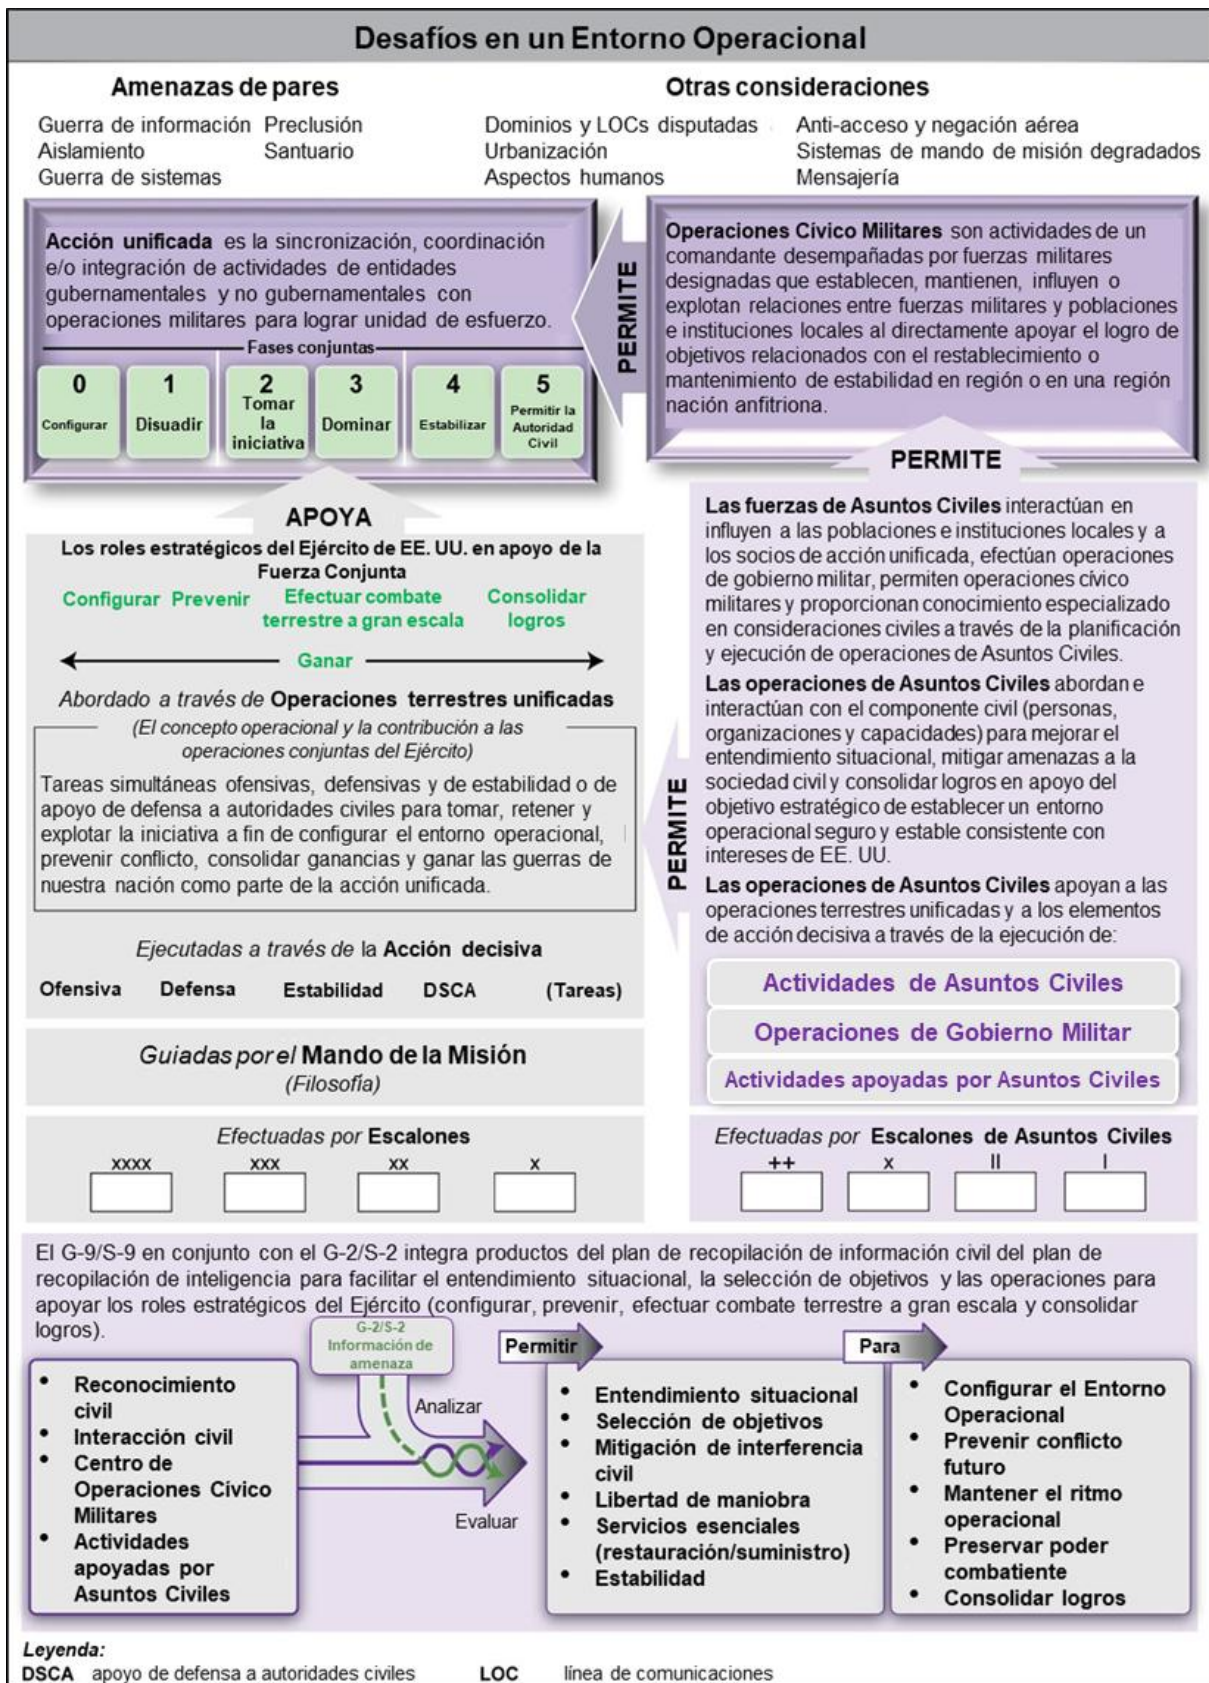 Desafíos en un Entorno Operacional
Amenazas de pares
Guerra de información Preclusión
Aislamiento Santuario
Guerra de sistemas
Otras consideraciones
Dominios y LOCs disputadas Anti-acceso y negación aérea
Urbanización Sistemas de mando de misión degradados
Aspectos humanos Mensajería
Acción unificada es la sincronización, coordinación
e/o integración de actividades de entidades
gubernamentales y no gubernamentales con
operaciones militares para lograr unidad de esfuerzo.
Fases conjuntas
0
Configurar
1
Disuadir
2
Tomar
la
iniciativa
3
Dominar
4
Estabilizar
5
Permitir la
Autoridad
Civil
PERMITE
Operaciones Cívico Militares son actividades de un
comandante desempañadas por fuerzas militares
designadas que establecen, mantienen, influyen o
explotan relaciones entre fuerzas militares y poblaciones
e instituciones locales al directamente apoyar el logro de
objetivos relacionados con el restablecimiento o
mantenimiento de estabilidad en región o en una región
nación anfitriona.
PERMITE
APOYA
Los roles estratégicos del Ejército de EE. UU. en apoyo de la
Fuerza Conjunta
Configurar Prevenir Efectuar combate Consolidar
terrestre a gran escala logros
Ganar
Abordado a través de Operaciones terrestres unificadas
(El concepto operacional y la contribución a las
operaciones conjuntas del Ejército)
Tareas simultáneas ofensivas, defensivas y de estabilidad o de
apoyo de defensa a autoridades civiles para tomar, retener y
explotar la iniciativa a fin de configurar el entorno operacional,
prevenir conflicto, consolidar ganancias y ganar las guerras de
nuestra nación como parte de la acción unificada.
Ejecutadas a través de la Acción decisiva
Ofensiva Defensa Estabilidad DSCA (Tareas)
Guiadas por el Mando de la Misión
(Filosofía)
Efectuadas por Escalones
XXXX XXX XX X
PERMITE
Las fuerzas de Asuntos Civiles interactúan en
influyen a las poblaciones e instituciones locales y a
los socios de acción unificada, efectúan operaciones
de gobierno militar, permiten operaciones cívico
militares y proporcionan conocimiento especializado
en consideraciones civiles a través de la planificación
y ejecución de operaciones de Asuntos Civiles.
Las operaciones de Asuntos Civiles abordan e
interactúan con el componente civil (personas,
organizaciones y capacidades) para mejorar el
entendimiento situacional, mitigar amenazas a la
sociedad civil y consolidar logros en apoyo del
objetivo estratégico de establecer un entorno
operacional seguro y estable consistente con
intereses de EE. UU.
Las operaciones de Asuntos Civiles apoyan a las
operaciones terrestres unificadas y a los elementos
de acción decisiva a través de la ejecución de:
Actividades de Asuntos Civiles
Operaciones de Gobierno Militar
Actividades apoyadas por Asuntos Civiles
Efectuadas por Escalones de Asuntos Civiles
++ X II I
El G-9/S-9 en conjunto con el G-2/S-2 integra productos del plan de recopilación de información civil del plan de
recopilación de inteligencia para facilitar el entendimiento situacional, la selección de objetivos y las operaciones para
apoyar los roles estratégicos del Ejército (configurar, prevenir, efectuar combate terrestre a gran escala y consolidar
logros).
• Reconocimiento
civil
• Interacción civil
• Centro de
Operaciones Cívico
Militares
• Actividades
apoyadas por
Asuntos Civiles
G-2/S-2
Información de
amenaza
Analizar
Evaluar
Permitir
• Entendimiento situacional
• Selección de objetivos
• Mitigación de interferencia
civil
• Libertad de maniobra
• Servicios esenciales
(restauración/suministro)
• Estabilidad
Para
• Configurar el Entorno
Operacional
• Prevenir conflicto
futuro
• Mantener el ritmo
operacional
• Preservar poder
combatiente
• Consolidar logros
Leyenda:
DSCA apoyo de defensa a autoridades civiles LOC línea de comunicaciones